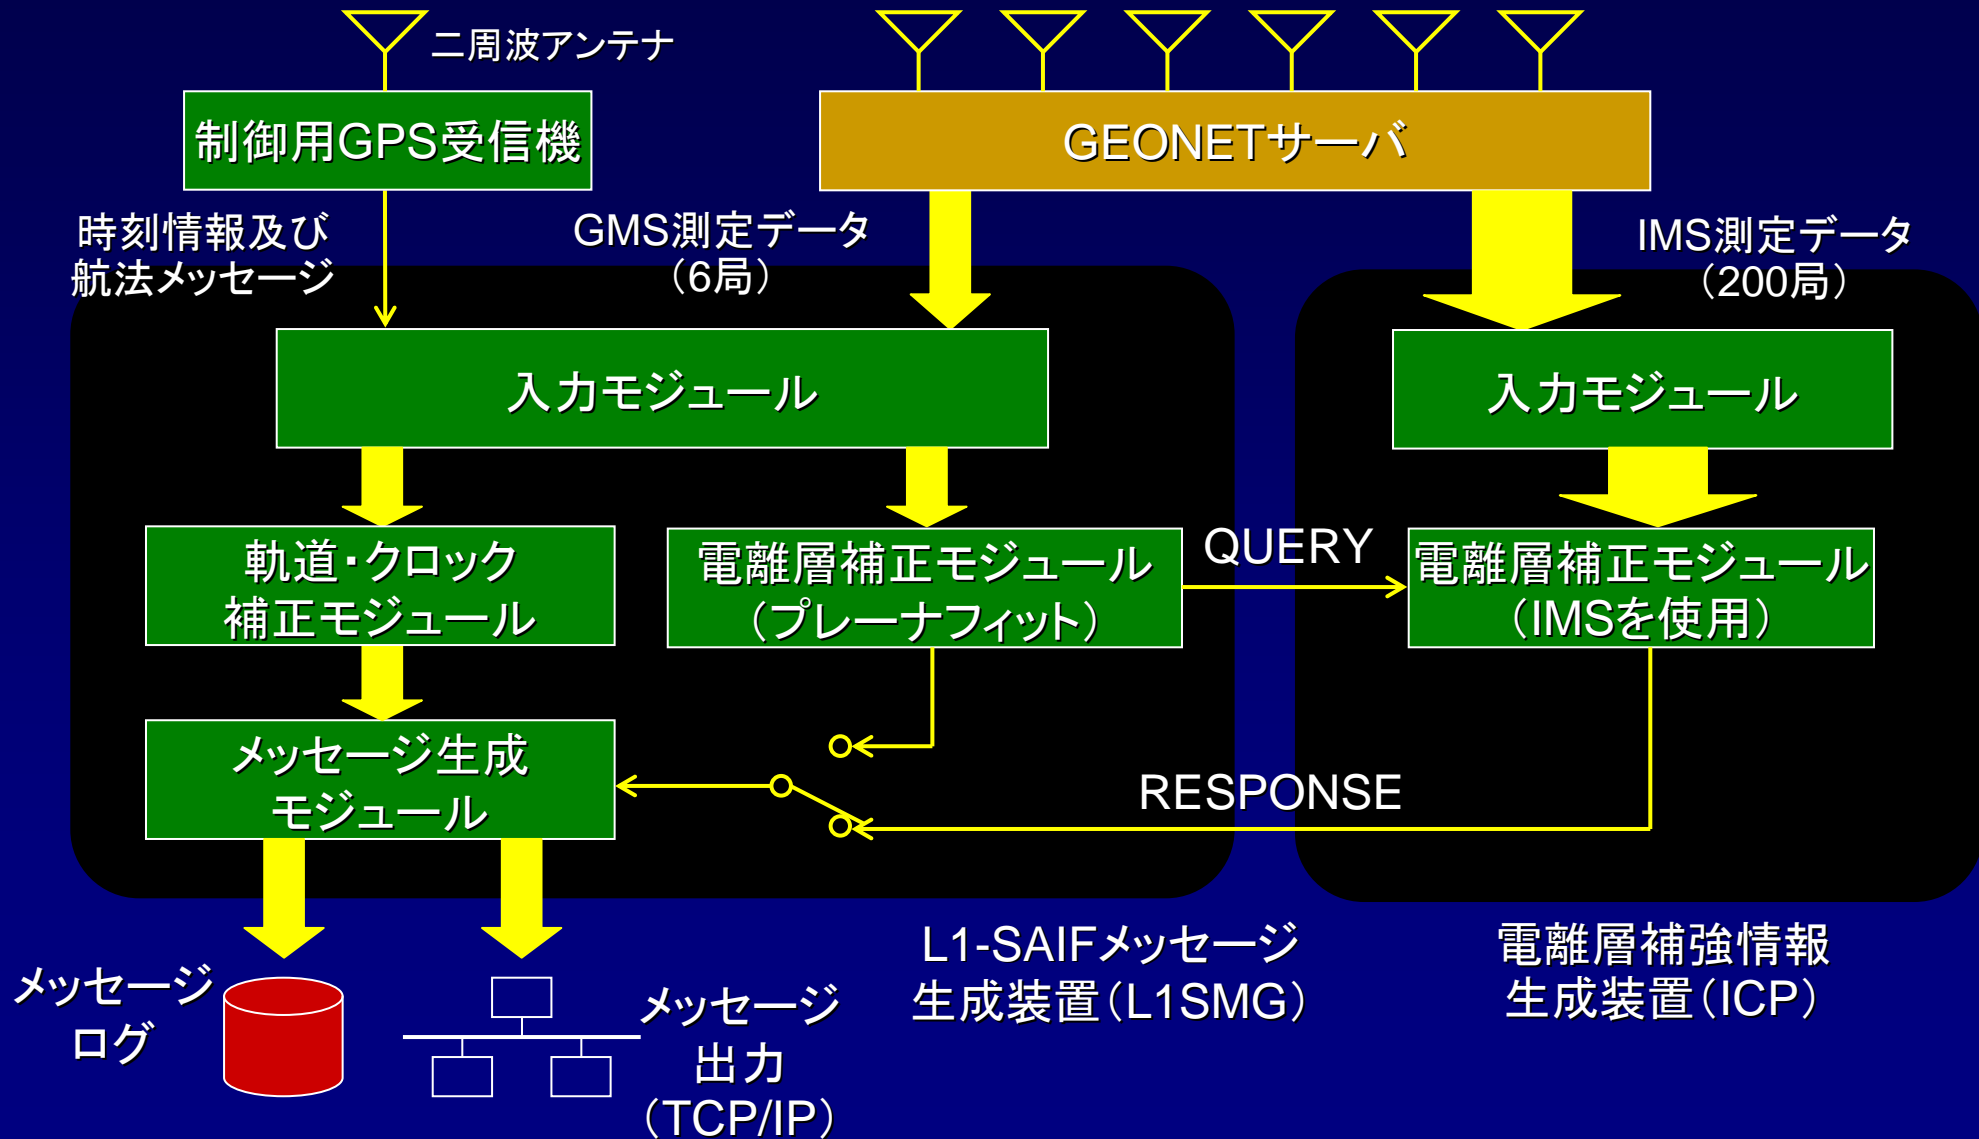 二周波アンテナ
制御用GPS受信機
GEONETサーバ
時刻情報及び
航法メッセージ
GMS測定データ
（6局）
IMS測定データ
（200局）
入力モジュール
入力モジュール
軌道・クロック
補正モジュール
電離層補正モジュール
（プレーナフィット）
QUERY
電離層補正モジュール
（IMSを使用）
メッセージ生成
モジュール
RESPONSE
L1-SAIFメッセージ
生成装置（L1SMG）
電離層補強情報
生成装置（ICP）
メッセージ
ログ
メッセージ
出力
（TCP/IP）